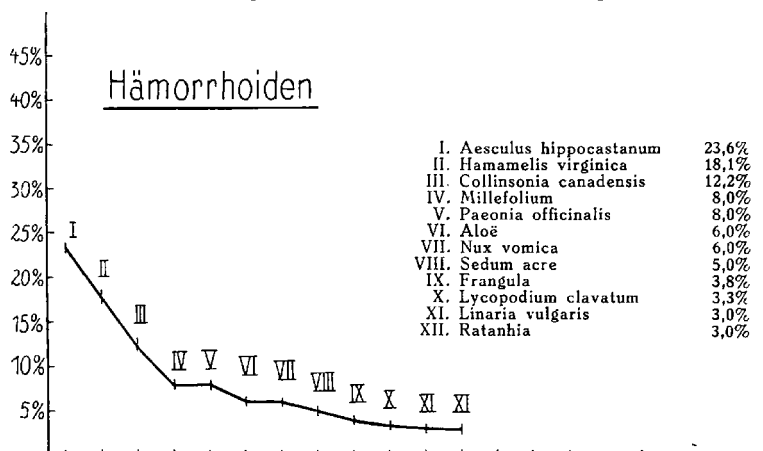 45%
Hämorrhoiden
40%
35%
30%
25%
20%
15%
10%
5%
I
II
III
IV
V
VI
VII
VIII
IX
X
XI
XI
I. Aesculus hippocastanum 23,6%
II. Hamamelis virginica 18,1%
III. Collinsonia canadensis 12,2%
IV. Millefolium 8,0%
V. Paeonia officinalis 8,0%
VI. Aloë 6,0%
VII. Nux vomica 6,0%
VIII. Sedum acre 5,0%
IX. Frangula 3,8%
X. Lycopodium clavatum 3,3%
XI. Linaria vulgaris 3,0%
XII. Ratanhia 3,0%